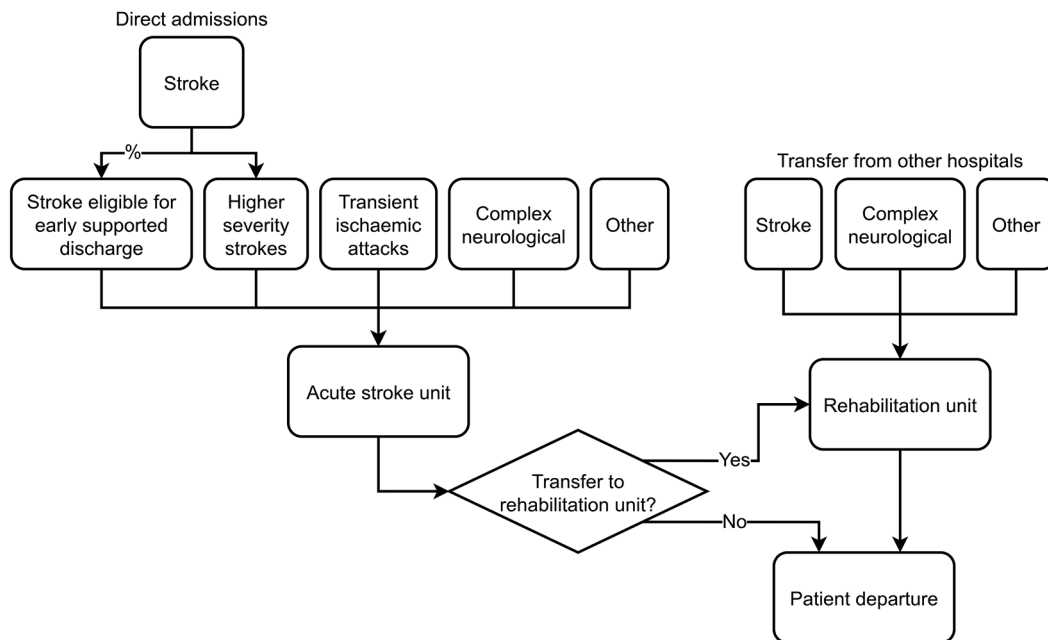 Direct admissions
Stroke
%
Stroke eligible for
early supported
discharge
Higher
severity
strokes
Transient
ischaemic
attacks
Complex
neurological
Other
Transfer from other hospitals
Stroke
Complex
neurological
Other
Acute stroke unit
Rehabilitation unit
Transfer to
rehabilitation unit?
Yes
No
Patient departure